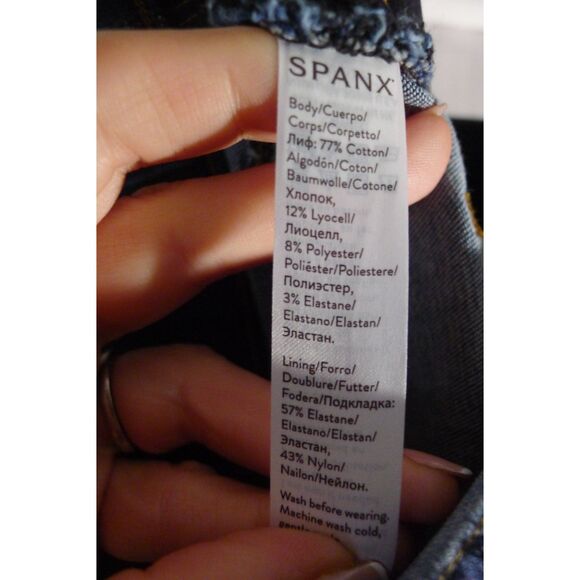 SPANX
Body/Cuerpo/
Corps/Corpetto/
Лиф: 77% Cotton/
Algodón/Coton/
Baumwolle/Cotone/
Хлопок,
12% Lyocell/
Лиоцелл,
8% Polyester/
Poliéster/Poliestere/
Полиэстер,
3% Elastane/
Elastano/Elastan/
Эластан.
Lining/Forro/
Doublure/Futter/
Fodera/Подкладка:
57% Elastane/
Elastano/Elastan/
Эластан,
43% Nylon/
Nailon/Нейлон.
Wash before wearing.
Machine wash cold,